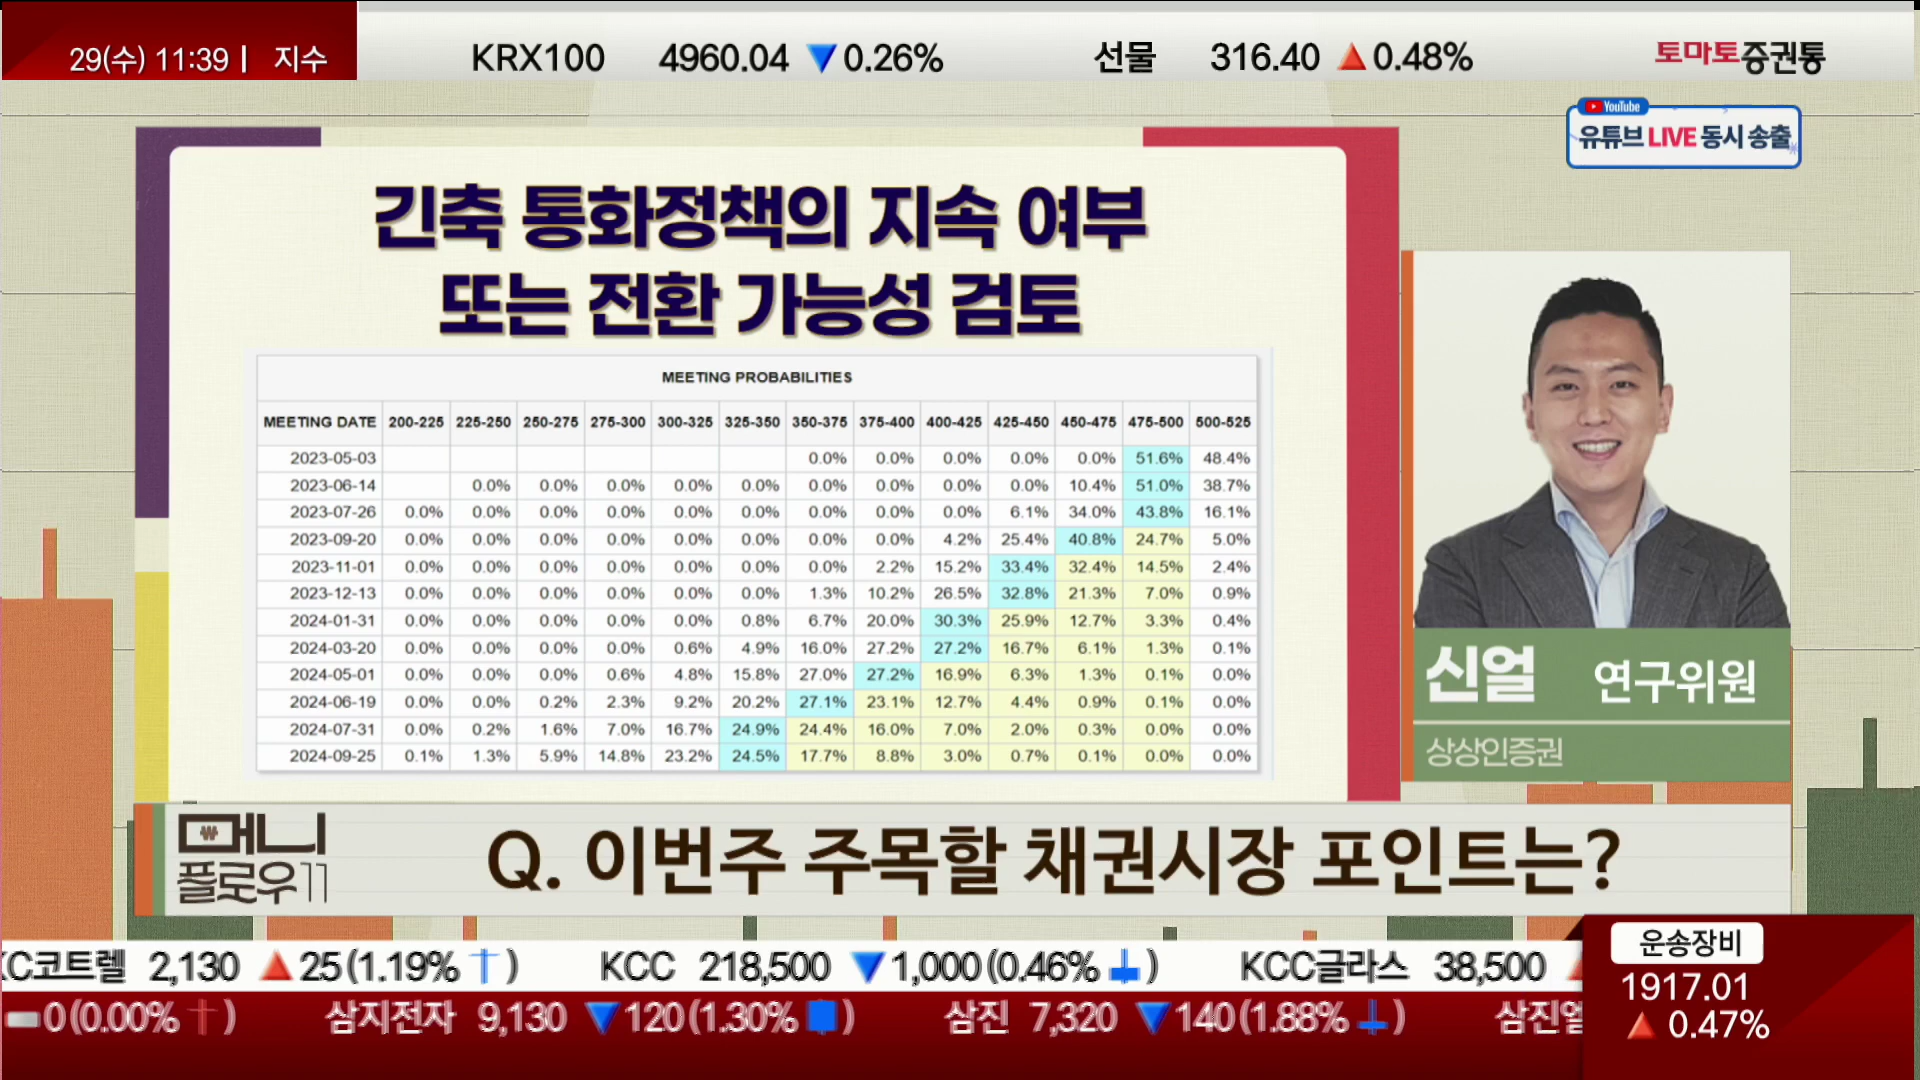 29(수) 11:39 | 지수 KRX100 4960.04 ▼0.26% 선물 316.40 ▲0.48% 토마토증권통
YouTube
유튜브 LIVE 동시 송출
긴축 통화정책의 지속 여부
또는 전환 가능성 검토
MEETING PROBABILITIES
MEETING DATE 200-225 225-250 250-275 275-300 300-325 325-350 350-375 375-400 400-425 425-450 450-475 475-500 500-525
2023-05-03 0.0% 0.0% 0.0% 0.0% 0.0% 51.6% 48.4%
2023-06-14 0.0% 0.0% 0.0% 0.0% 0.0% 0.0% 0.0% 0.0% 0.0% 10.4% 51.0% 38.7%
2023-07-26 0.0% 0.0% 0.0% 0.0% 0.0% 0.0% 0.0% 0.0% 0.0% 6.1% 34.0% 43.8% 16.1%
2023-09-20 0.0% 0.0% 0.0% 0.0% 0.0% 0.0% 0.0% 0.0% 4.2% 25.4% 40.8% 24.7% 5.0%
2023-11-01 0.0% 0.0% 0.0% 0.0% 0.0% 0.0% 0.0% 2.2% 15.2% 33.4% 32.4% 14.5% 2.4%
2023-12-13 0.0% 0.0% 0.0% 0.0% 0.0% 0.0% 1.3% 10.2% 26.5% 32.8% 21.3% 7.0% 0.9%
2024-01-31 0.0% 0.0% 0.0% 0.0% 0.0% 0.8% 6.7% 20.0% 30.3% 25.9% 12.7% 3.3% 0.4%
2024-03-20 0.0% 0.0% 0.0% 0.0% 0.6% 4.9% 16.0% 27.2% 27.2% 16.7% 6.1% 1.3% 0.1%
2024-05-01 0.0% 0.0% 0.0% 0.6% 4.8% 15.8% 27.0% 27.2% 16.9% 6.3% 1.3% 0.1% 0.0%
2024-06-19 0.0% 0.0% 0.2% 2.3% 9.2% 20.2% 27.1% 23.1% 12.7% 4.4% 0.9% 0.1% 0.0%
2024-07-31 0.0% 0.2% 1.6% 7.0% 16.7% 24.9% 24.4% 16.0% 7.0% 2.0% 0.3% 0.0% 0.0%
2024-09-25 0.1% 1.3% 5.9% 14.8% 23.2% 24.5% 17.7% 8.8% 3.0% 0.7% 0.1% 0.0% 0.0%
신얼 연구위원
상상인증권
머니
플로우11
Q. 이번주 주목할 채권시장 포인트는?
KC코트렐 2,130 ▲25(1.19%↑) KCC 218,500 ▼1,000(0.46%) KCC글라스 38,500
0(0.00%) 삼지전자 9,130 ▼120(1.30%) 삼진 7,320 ▼140(1.88%) 삼진엘
운송장비
1917.01
▲ 0.47%